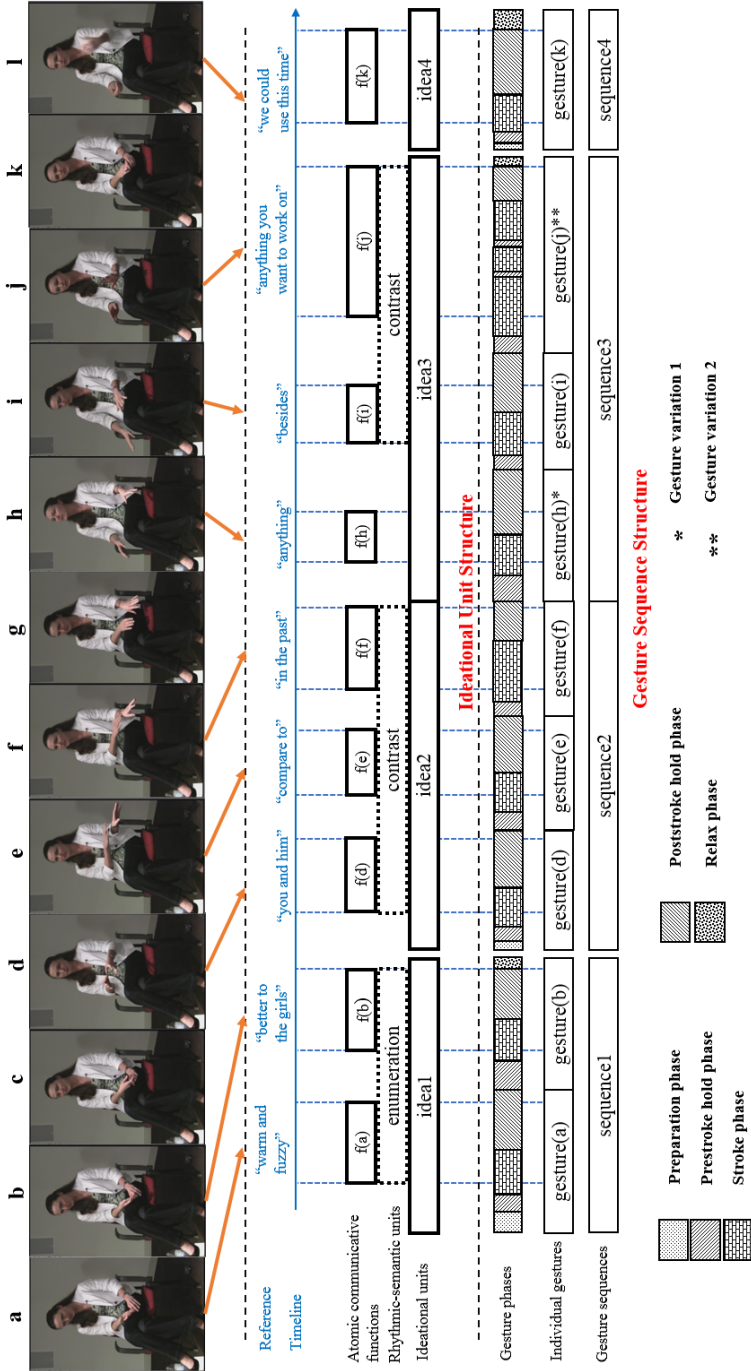 a b c d e f g h i j k l
Reference
“warm and
fuzzy”
“better to
the girls”
“you and him”
“compare to”
“in the past”
“anything”
“besides”
“anything you
want to work on”
“we could
use this time”
Timeline
Atomic communicative
functions
f(a) f(b) f(d) f(e) f(f) f(h) f(i) f(j) f(k)
Rhythmic-semantic units
enumeration contrast contrast
Ideational units
idea1 idea2 idea3 idea4
Ideational Unit Structure
Gesture phases
Individual gestures
gesture(a) gesture(b) gesture(d) gesture(e) gesture(f) gesture(h)* gesture(i) gesture(j)** gesture(k)
Gesture sequences
sequence1 sequence2 sequence3 sequence4
Gesture Sequence Structure
Preparation phase
Prestroke hold phase
Stroke phase
Poststroke hold phase
Relax phase
* Gesture variation 1
** Gesture variation 2